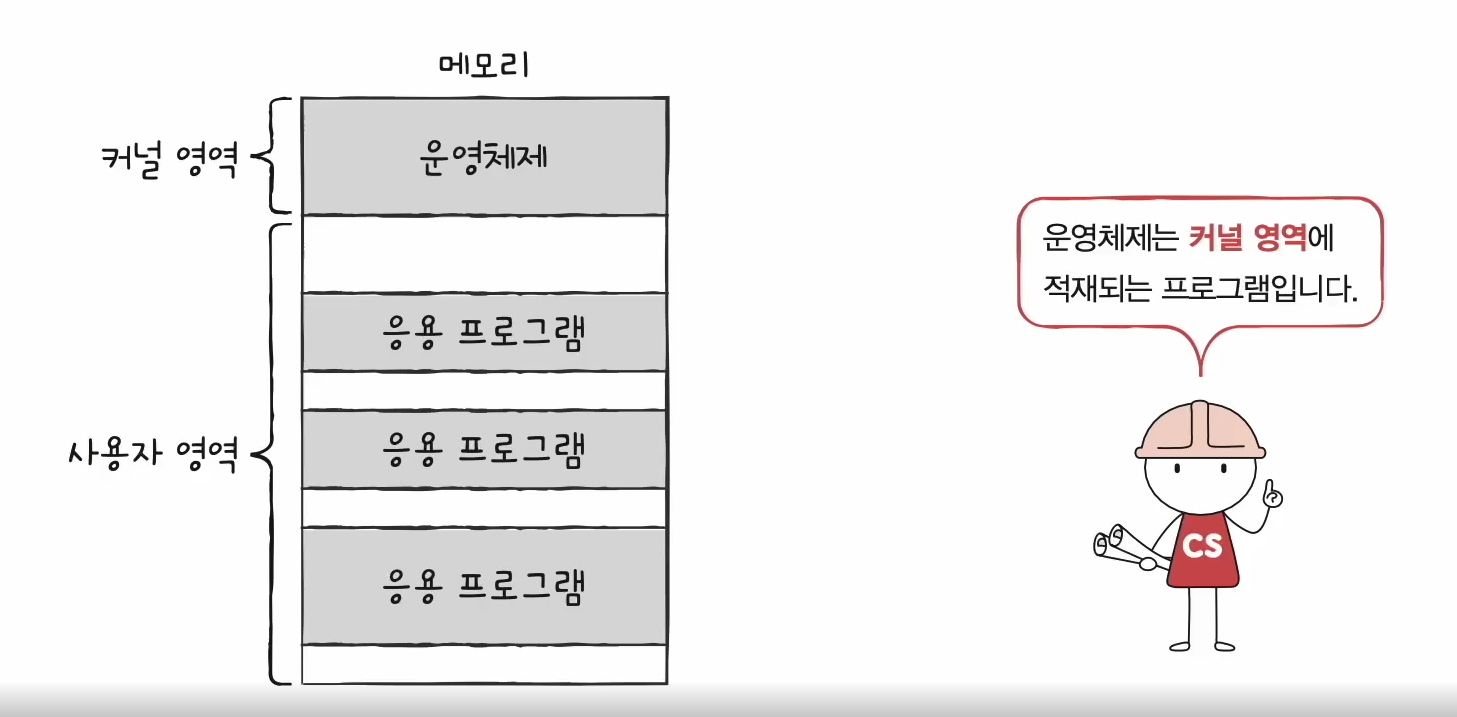 메모리
커널 영역
운영체제
사용자 영역
응용 프로그램
응용 프로그램
응용 프로그램
운영체제는 커널 영역에
적재되는 프로그램입니다.
CS